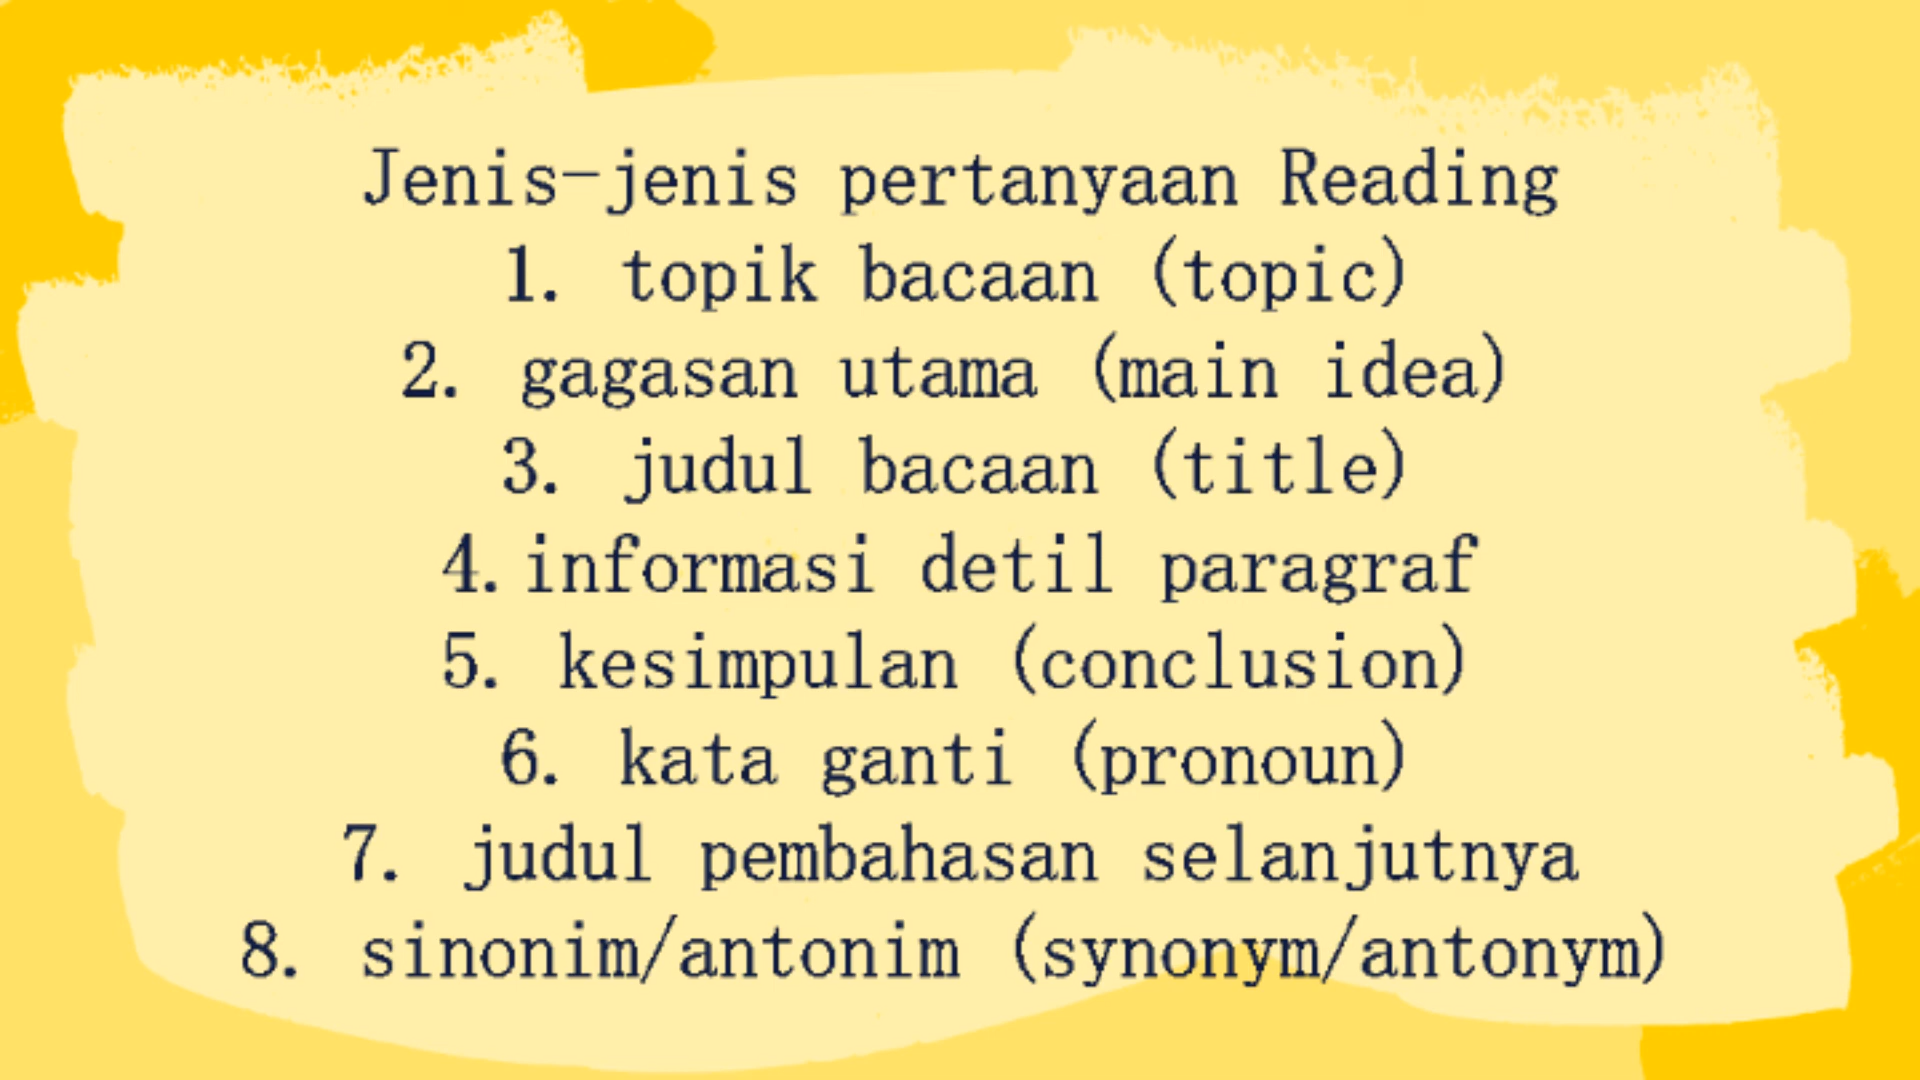 Jenis-jenis pertanyaan Reading
1. topik bacaan (topic)
2. gagasan utama (main idea)
3. judul bacaan (title)
4. informasi detil paragraf
5. kesimpulan (conclusion)
6. kata ganti (pronoun)
7. judul pembahasan selanjutnya
8. sinonim/antonim (synonym/antonym)